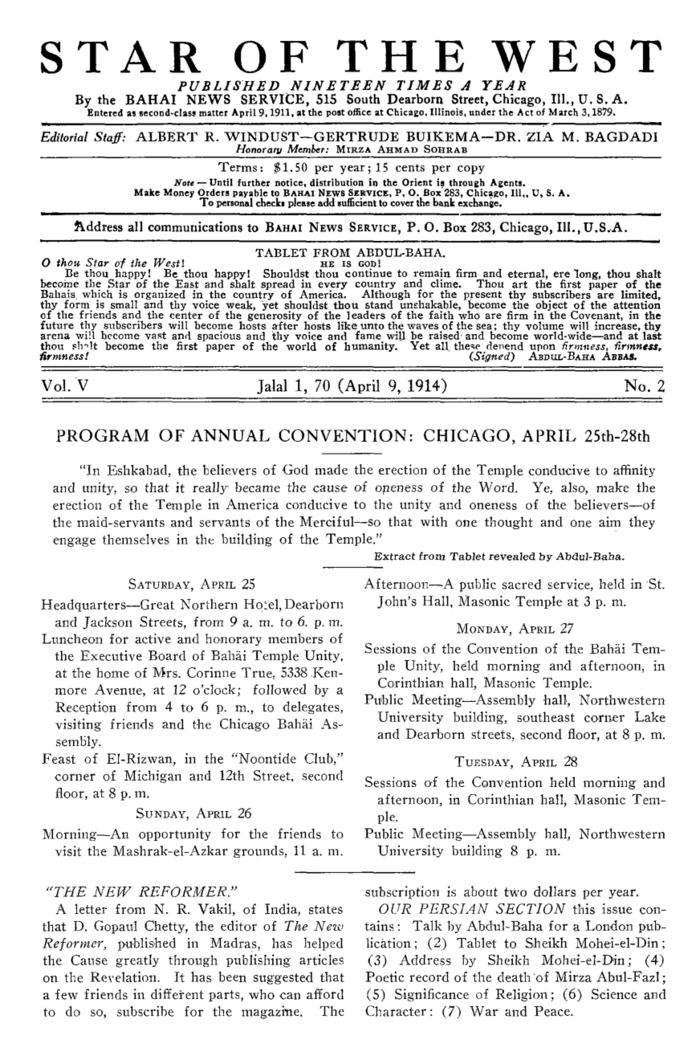 STAR OF THE WEST
PUBLISHED NINETEEN TIMES A YEAR
By the BAHAI NEWS SERVICE, 515 South Dearborn Street, Chicago, Ill., U. S. A.
Entered as second-class matter April 9, 1911, at the post office at Chicago, Illinois, under the Act of March 3, 1879.
Editorial Staff: ALBERT R. WINDUST—GERTRUDE BUIKEMA—DR. ZIA M. BAGDADI
Honorary Member: MIRZA AHMAD SOHRAB
Terms: $1.50 per year; 15 cents per copy
Note — Until further notice, distribution in the Orient is through Agents.
Make Money Orders payable to BAHAI NEWS SERVICE, P. O. Box 283, Chicago, Ill., U, S. A.
To personal checks please add sufficient to cover the bank exchange.
Address all communications to BAHAI NEWS SERVICE, P. O. Box 283, Chicago, Ill., U.S.A.
TABLET FROM ABDUL-BAHA.
O thou Star of the West! HE IS GOD!
Be thou happy! Be thou happy! Shouldst thou continue to remain firm and eternal, ere long, thou shalt
become the Star of the East and shalt spread in every country and clime. Thou art the first paper of the
Bahais which is organized in the country of America. Although for the present thy subscribers are limited,
thy form is small and thy voice weak, yet shouldst thou stand unshakable, become the object of the attention
of the friends and the center of the generosity of the leaders of the faith who are firm in the Covenant, in the
future thy subscribers will become hosts after hosts like unto the waves of the sea; thy volume will increase, thy
arena will become vast and spacious and thy voice and fame will be raised and become world-wide—and at last
thou shalt become the first paper of the world of humanity. Yet all these depend upon firmness, firmness,
firmness! (Signed) ABDUL-BAHA ABBAS.
Vol. V Jalal 1, 70 (April 9, 1914) No. 2
PROGRAM OF ANNUAL CONVENTION: CHICAGO, APRIL 25th-28th
"In Eshkabad, the believers of God made the erection of the Temple conducive to affinity
and unity, so that it really became the cause of openess of the Word. Ye, also, make the
erection of the Temple in America conducive to the unity and oneness of the believers—of
the maid-servants and servants of the Merciful—so that with one thought and one aim they
engage themselves in the building of the Temple."
Extract from Tablet revealed by Abdul-Baha.
SATURDAY, APRIL 25
Headquarters—Great Northern Hotel, Dearborn
and Jackson Streets, from 9 a. m. to 6. p. m.
Luncheon for active and honorary members of
the Executive Board of Bahäi Temple Unity,
at the home of Mrs. Corinne True, 5338 Ken-
more Avenue, at 12 o'clock; followed by a
Reception from 4 to 6 p. m., to delegates,
visiting friends and the Chicago Bahäi As-
sembly.
Feast of El-Rizwan, in the "Noontide Club,"
corner of Michigan and 12th Street, second
floor, at 8 p. m.
SUNDAY, APRIL 26
Morning—An opportunity for the friends to
visit the Mashrak-el-Azkar grounds, 11 a. m.
Afternoon—A public sacred service, held in St.
John's Hall, Masonic Temple at 3 p. m.
MONDAY, APRIL 27
Sessions of the Convention of the Bahäi Tem-
ple Unity, held morning and afternoon, in
Corinthian hall, Masonic Temple.
Public Meeting—Assembly hall, Northwestern
University building, southeast corner Lake
and Dearborn streets, second floor, at 8 p. m.
TUESDAY, APRIL 28
Sessions of the Convention held morning and
afternoon, in Corinthian hall, Masonic Tem-
ple.
Public Meeting—Assembly hall, Northwestern
University building 8 p. m.
"THE NEW REFORMER."
A letter from N. R. Vakil, of India, states
that D. Gopaul Chetty, the editor of The New
Reformer, published in Madras, has helped
the Cause greatly through publishing articles
on the Revelation. It has been suggested that
a few friends in different parts, who can afford
to do so, subscribe for the magazine. The
subscription is about two dollars per year.
OUR PERSIAN SECTION this issue con-
tains: Talk by Abdul-Baha for a London pub-
lication; (2) Tablet to Sheikh Mohei-el-Din;
(3) Address by Sheikh Mohei-el-Din; (4)
Poetic record of the death of Mirza Abul-Fazl;
(5) Significance of Religion; (6) Science and
Character: (7) War and Peace.